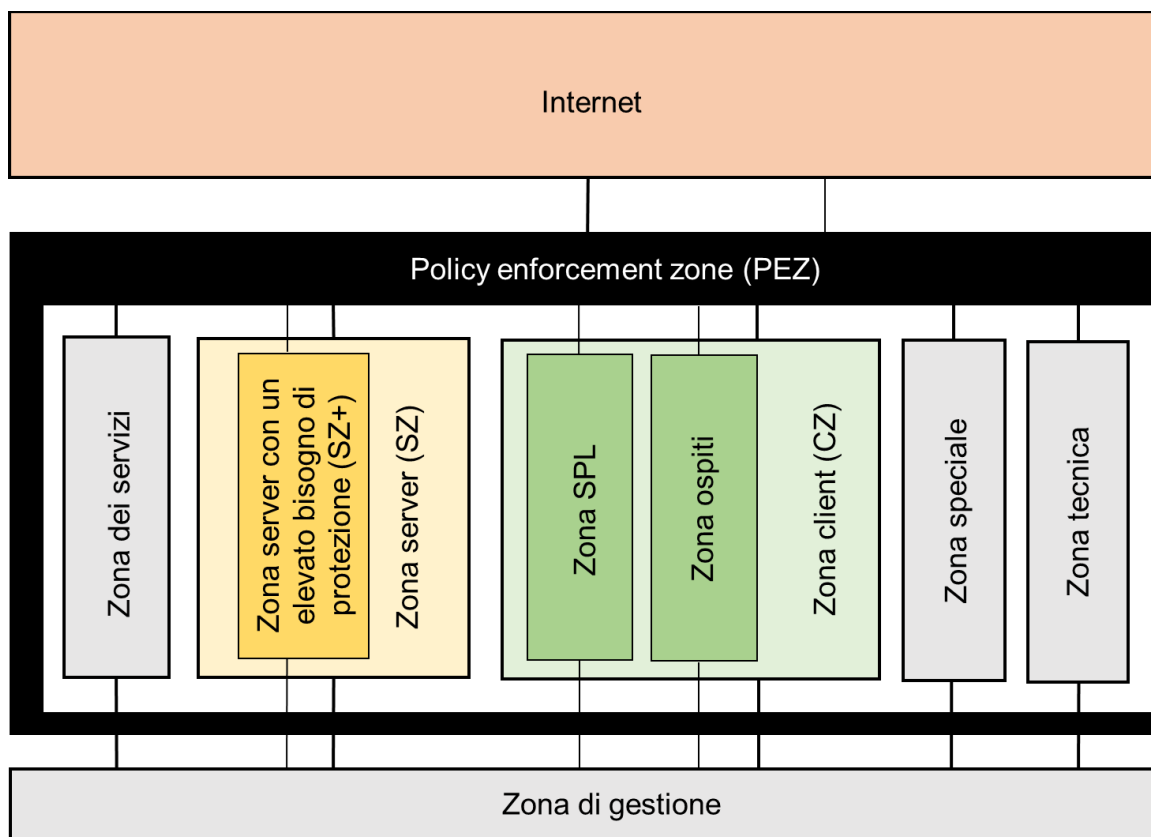 Internet
Policy enforcement zone (PEZ)
Zona dei servizi
Zona server con un
elevato bisogno di
protezione (SZ+)
Zona server (SZ)
Zona SPL
Zona ospiti
Zona client (CZ)
Zona speciale
Zona tecnica
Zona di gestione